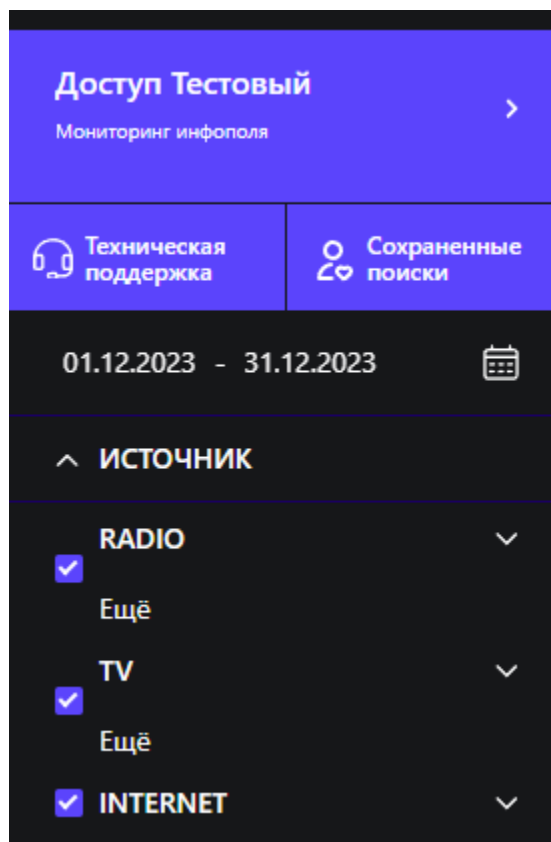 Доступ Тестовый
Мониторинг инфополя
Техническая
поддержка
Сохраненные
поиски
01.12.2023 - 31.12.2023
ИСТОЧНИК
RADIO
Ещё
TV
Ещё
INTERNET